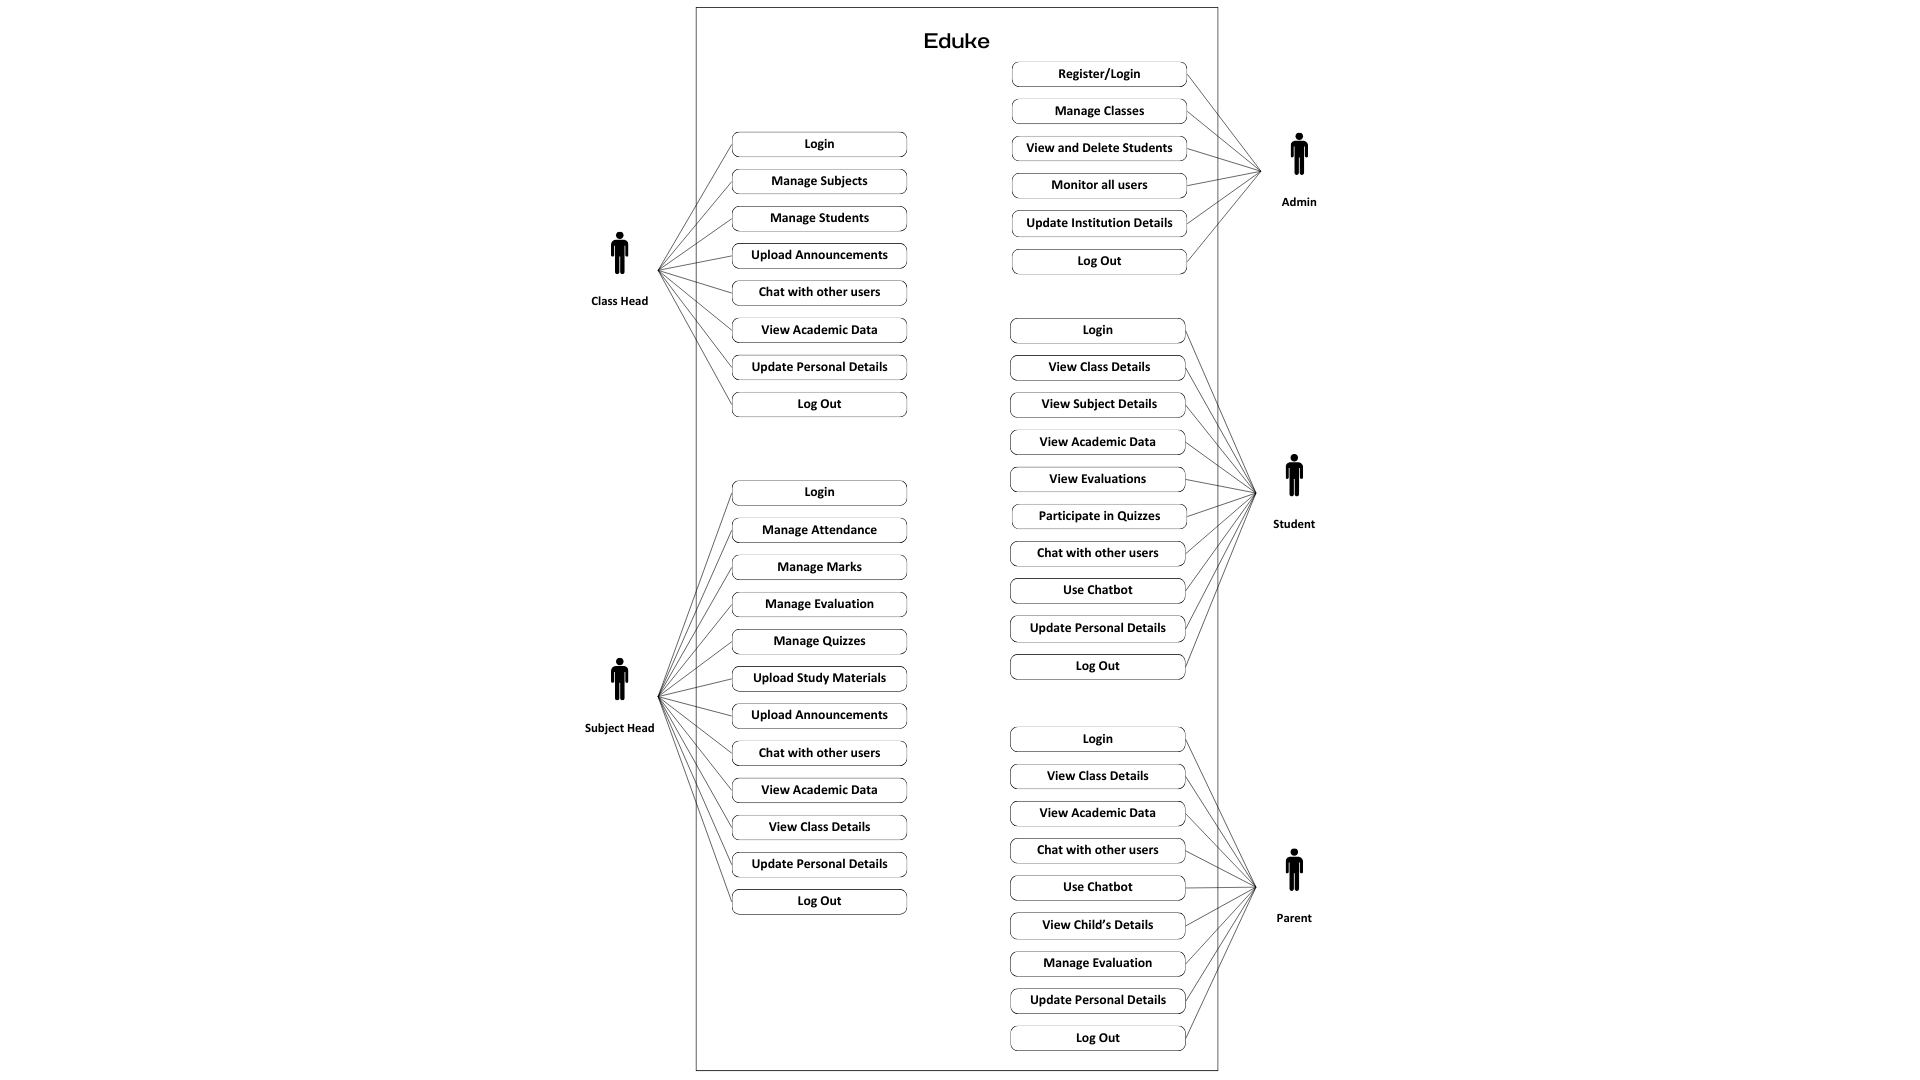 Eduke
Login
Manage Subjects
Manage Students
Upload Announcements
Chat with other users
View Academic Data
Update Personal Details
Log Out
Class Head
Login
Manage Attendance
Manage Marks
Manage Evaluation
Manage Quizzes
Upload Study Materials
Upload Announcements
Chat with other users
View Academic Data
View Class Details
Update Personal Details
Log Out
Subject Head
Register/Login
Manage Classes
View and Delete Students
Monitor all users
Update Institution Details
Log Out
Admin
Login
View Class Details
View Subject Details
View Academic Data
View Evaluations
Participate in Quizzes
Chat with other users
Use Chatbot
Update Personal Details
Log Out
Student
Login
View Class Details
View Academic Data
Chat with other users
Use Chatbot
View Child’s Details
Manage Evaluation
Update Personal Details
Log Out
Parent